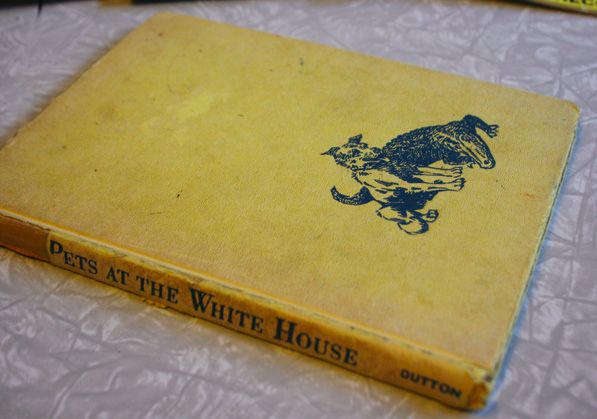 PETS AT THE WHITE HOUSE
DUTTON